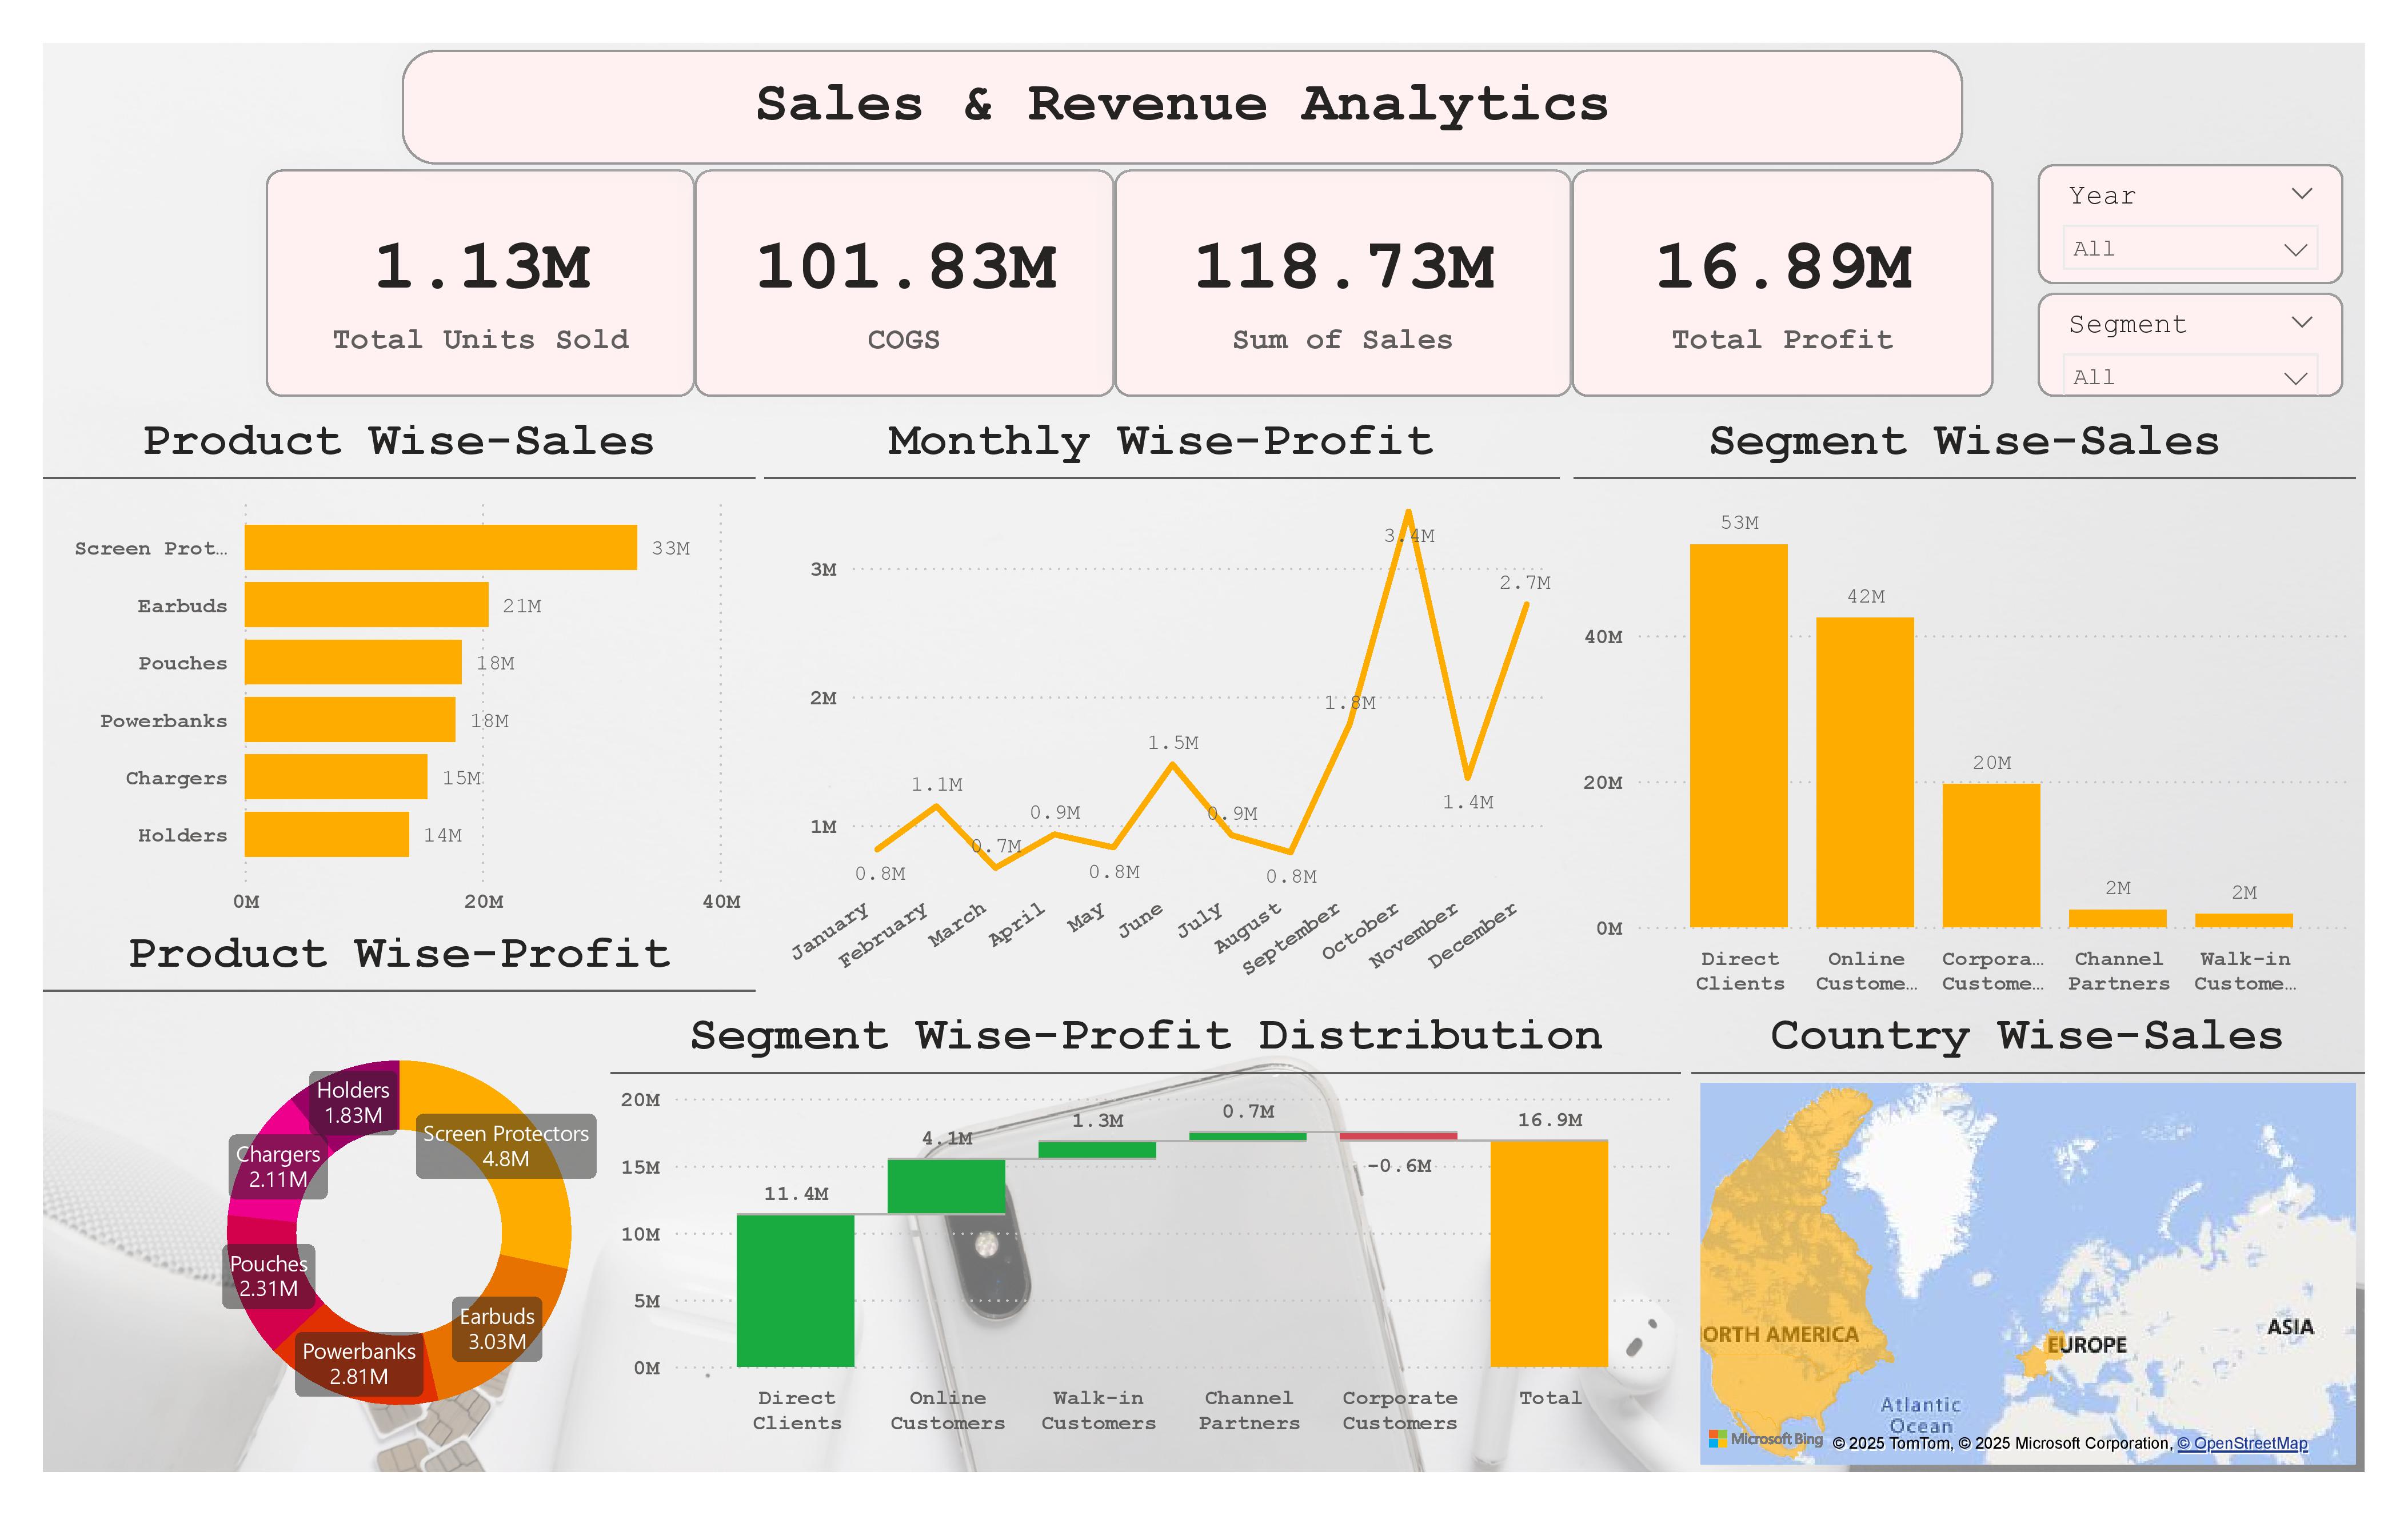 Sales & Revenue Analytics
1.13M
Total Units Sold
101.83M
COGS
118.73M
Sum of Sales
16.89M
Total Profit
Year
All
Segment
All
Product Wise-Sales
Screen Prot…
33M
Earbuds
21M
Pouches
18M
Powerbanks
18M
Chargers
15M
Holders
14M
0M
20M
40M
Monthly Wise-Profit
3M
2M
1M
0.8M
1.1M
0.7M
0.9M
0.8M
1.5M
0.9M
0.8M
1.8M
3.4M
1.4M
2.7M
January
February
March
April
May
June
July
August
September
October
November
December
Segment Wise-Sales
40M
20M
0M
53M
42M
20M
2M
2M
Direct
Clients
Online
Custome…
Corpora…
Custome…
Channel
Partners
Walk-in
Custome…
Product Wise-Profit
Holders
1.83M
Screen Protectors
4.8M
Chargers
2.11M
Pouches
2.31M
Earbuds
3.03M
Powerbanks
2.81M
Segment Wise-Profit Distribution
20M
15M
10M
5M
0M
11.4M
4.1M
1.3M
0.7M
-0.6M
16.9M
Direct
Clients
Online
Customers
Walk-in
Customers
Channel
Partners
Corporate
Customers
Total
Country Wise-Sales
ORTH AMERICA
EUROPE
ASIA
Atlantic
Ocean
Microsoft Bing
© 2025 TomTom, © 2025 Microsoft Corporation, © OpenStreetMap